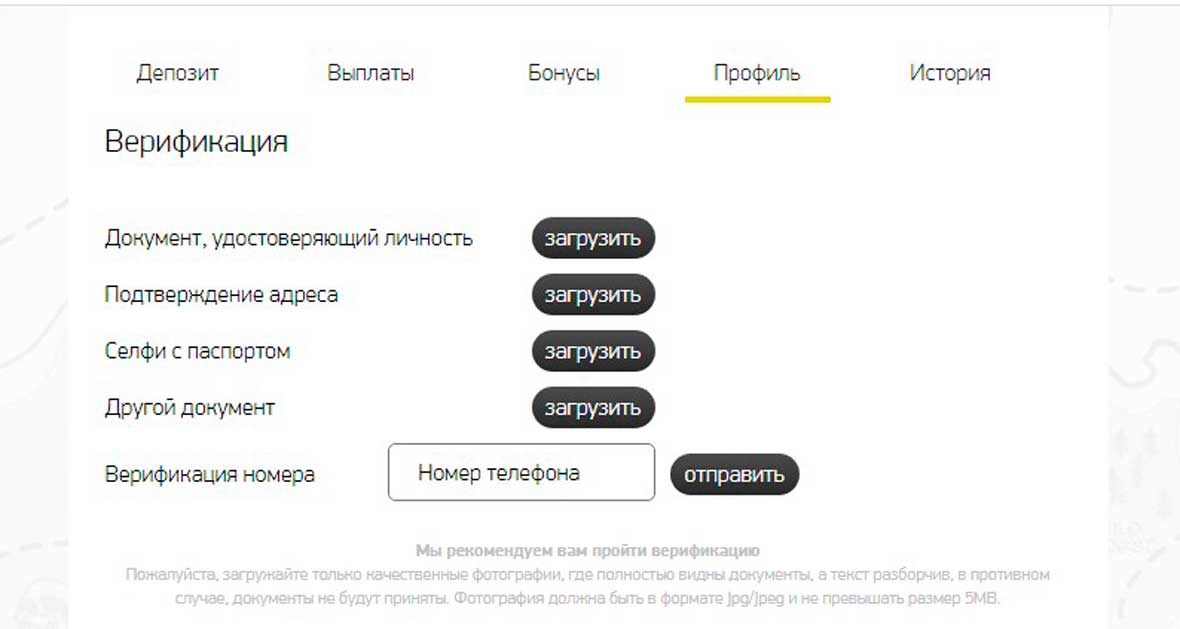 Депозит Выплаты Бонусы Профиль История
Верификация
Документ, удостоверяющий личность загрузить
Подтверждение адреса загрузить
Селфи с паспортом загрузить
Другой документ загрузить
Верификация номера Номер телефона отправить
Мы рекомендуем вам пройти верификацию
Пожалуйста, загружайте только качественные фотографии, где полностью видны документы, а текст разборчив, в противном
случае, документы не будут приняты. Фотография должна быть в формате Jpg/Jpeg и не превышать размер 5MB.